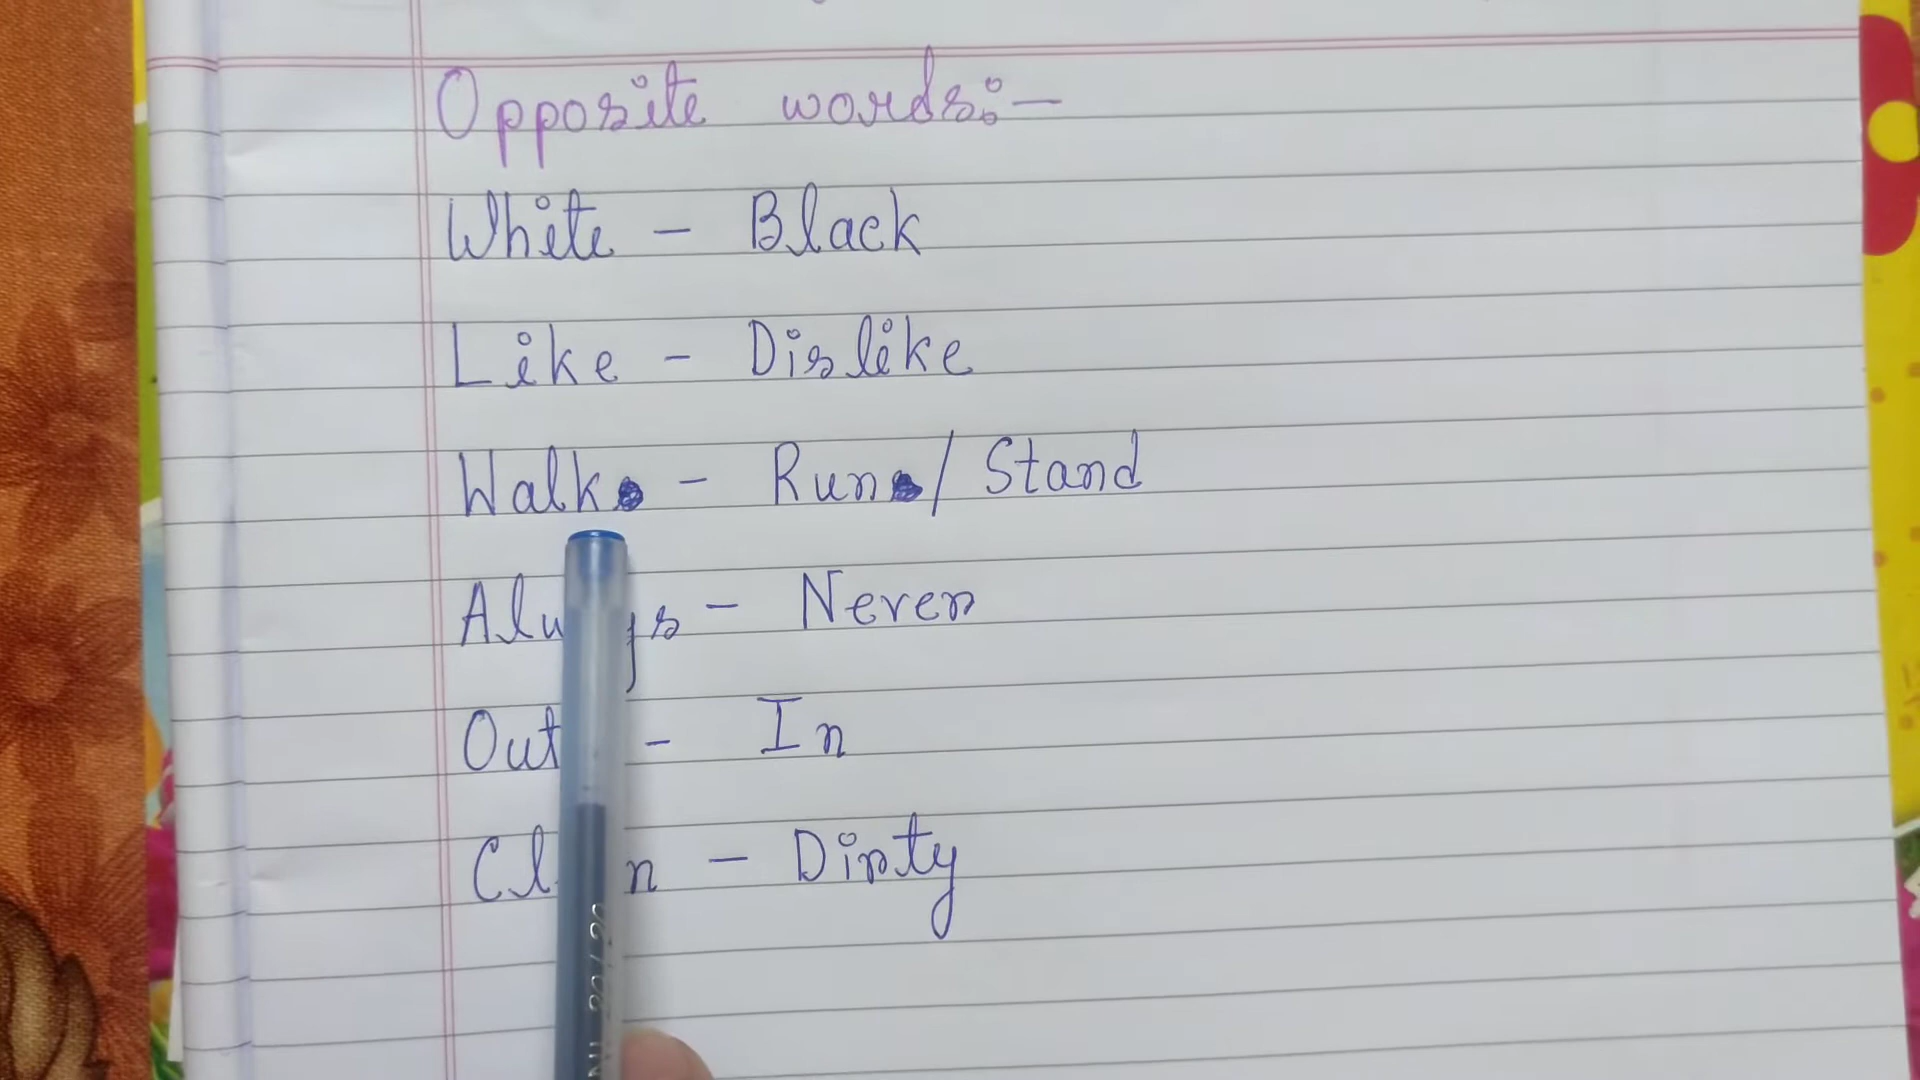 Opposite words:-
White - Black
Like - Dislike
Walk - Run / Stand
- Never
Out - In
- Dirty